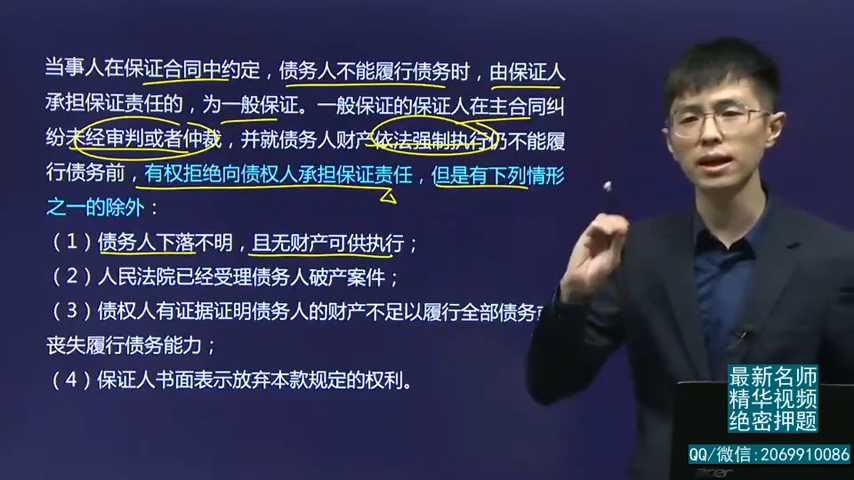 当事人在保证合同中约定，债务人不能履行债务时，由保证人
承担保证责任的，为一般保证。一般保证的保证人在主合同纠
纷未经审判或者仲裁，并就债务人财产依法强制执行仍不能履
行债务前，有权拒绝向债权人承担保证责任，但是有下列情形
之一的除外：
（1）债务人下落不明，且无财产可供执行；
（2）人民法院已经受理债务人破产案件；
（3）债权人有证据证明债务人的财产不足以履行全部债务
丧失履行债务能力；
（4）保证人书面表示放弃本款规定的权利。
最新名师
精华视频
绝密押题
QQ/微信:2069910086
acer